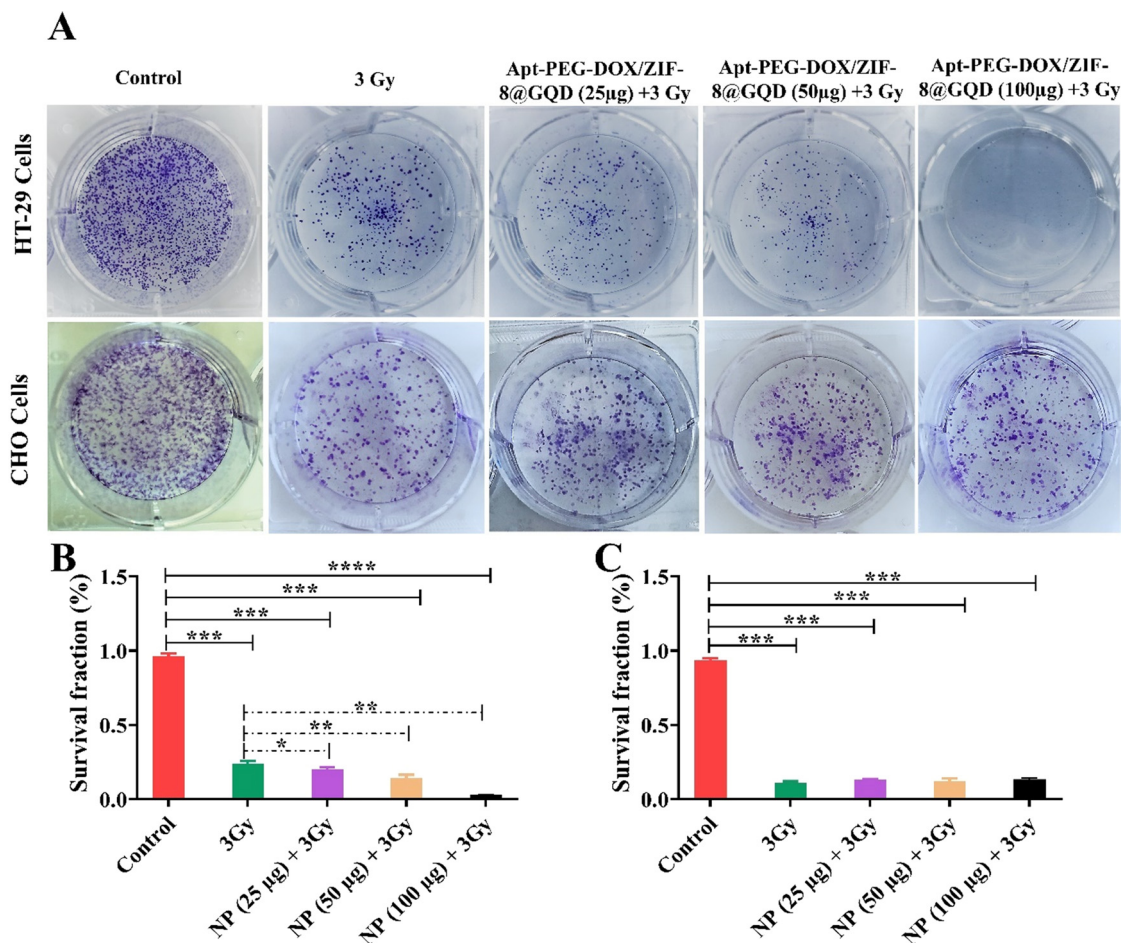 A
Control
3 Gy
Apt-PEG-DOX/ZIF-
8@GQD (25µg) +3 Gy
Apt-PEG-DOX/ZIF-
8@GQD (50µg) +3 Gy
Apt-PEG-DOX/ZIF-
8@GQD (100µg) +3 Gy
HT-29 Cells
CHO Cells
B
Survival fraction (%)
1.5
1.0
0.5
0.0
****
***
***
***
**
**
*
Control
3Gy
NP (25 µg) + 3Gy
NP (50 µg) + 3Gy
NP (100 µg) + 3Gy
C
Survival fraction (%)
1.5
1.0
0.5
0.0
***
***
***
***
Control
3Gy
NP (25 µg) + 3Gy
NP (50 µg) + 3Gy
NP (100 µg) + 3Gy